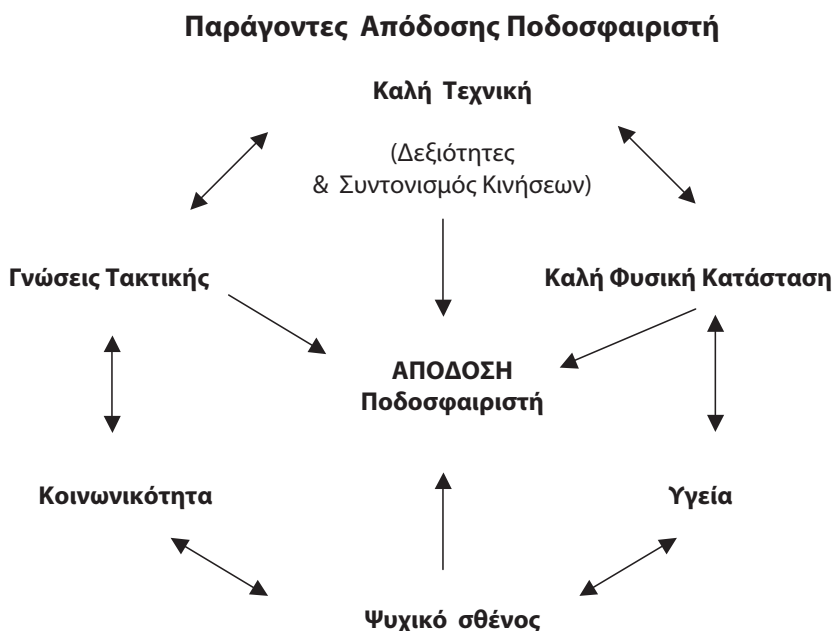 Παράγοντες Απόδοσης Ποδοσφαιριστή
Καλή Τεχνική
(Δεξιότητες
& Συντονισμός Κινήσεων)
Γνώσεις Τακτικής
Καλή Φυσική Κατάσταση
ΑΠΟΔΟΣΗ
Ποδοσφαιριστή
Κοινωνικότητα
Υγεία
Ψυχικό σθένος